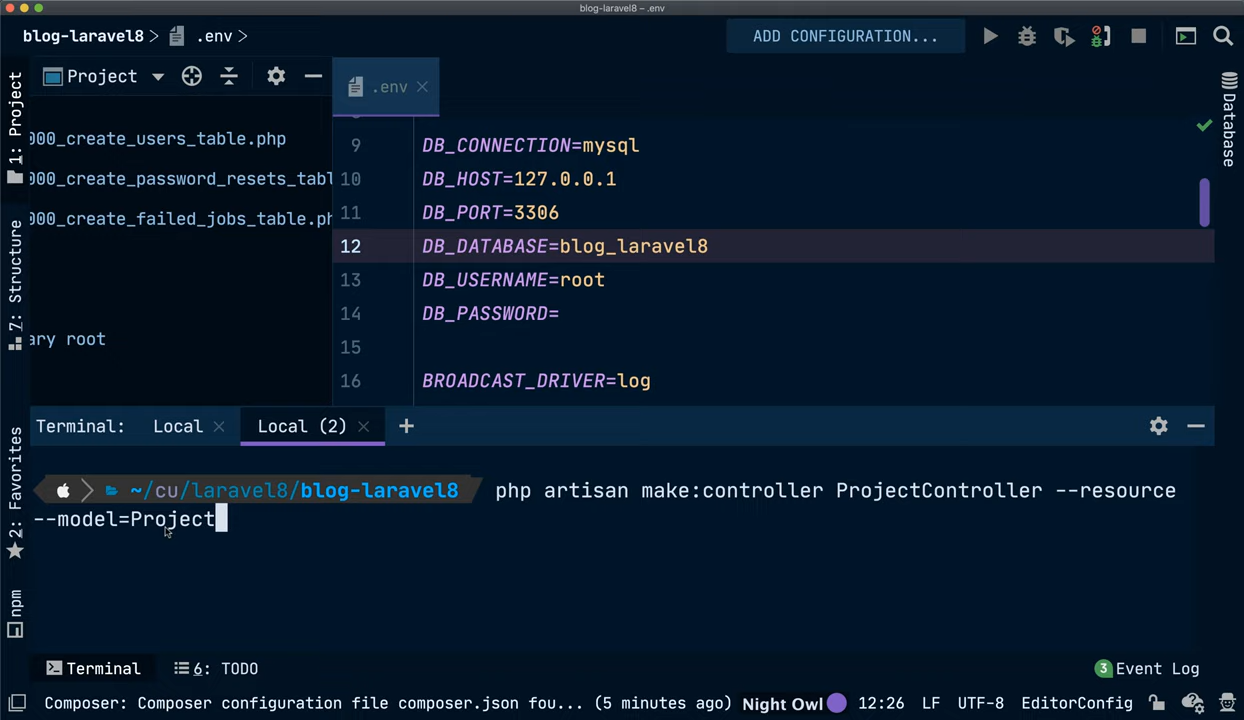 blog-laravel8 – .env
blog-laravel8 > .env >
ADD CONFIGURATION...
1: Project
7: Structure
2: Favorites
npm
Project
000_create_users_table.php
000_create_password_resets_tabl
000_create_failed_jobs_table.ph
ary root
.env
9 DB_CONNECTION=mysql
10 DB_HOST=127.0.0.1
11 DB_PORT=3306
12 DB_DATABASE=blog_laravel8
13 DB_USERNAME=root
14 DB_PASSWORD=
15
16 BROADCAST_DRIVER=log
Database
Terminal: Local Local (2) +
~/cu/laravel8/blog-laravel8 php artisan make:controller ProjectController --resource
--model=Project
Terminal 6: TODO
3 Event Log
Composer: Composer configuration file composer.json fou... (5 minutes ago) Night Owl 12:26 LF UTF-8 EditorConfig